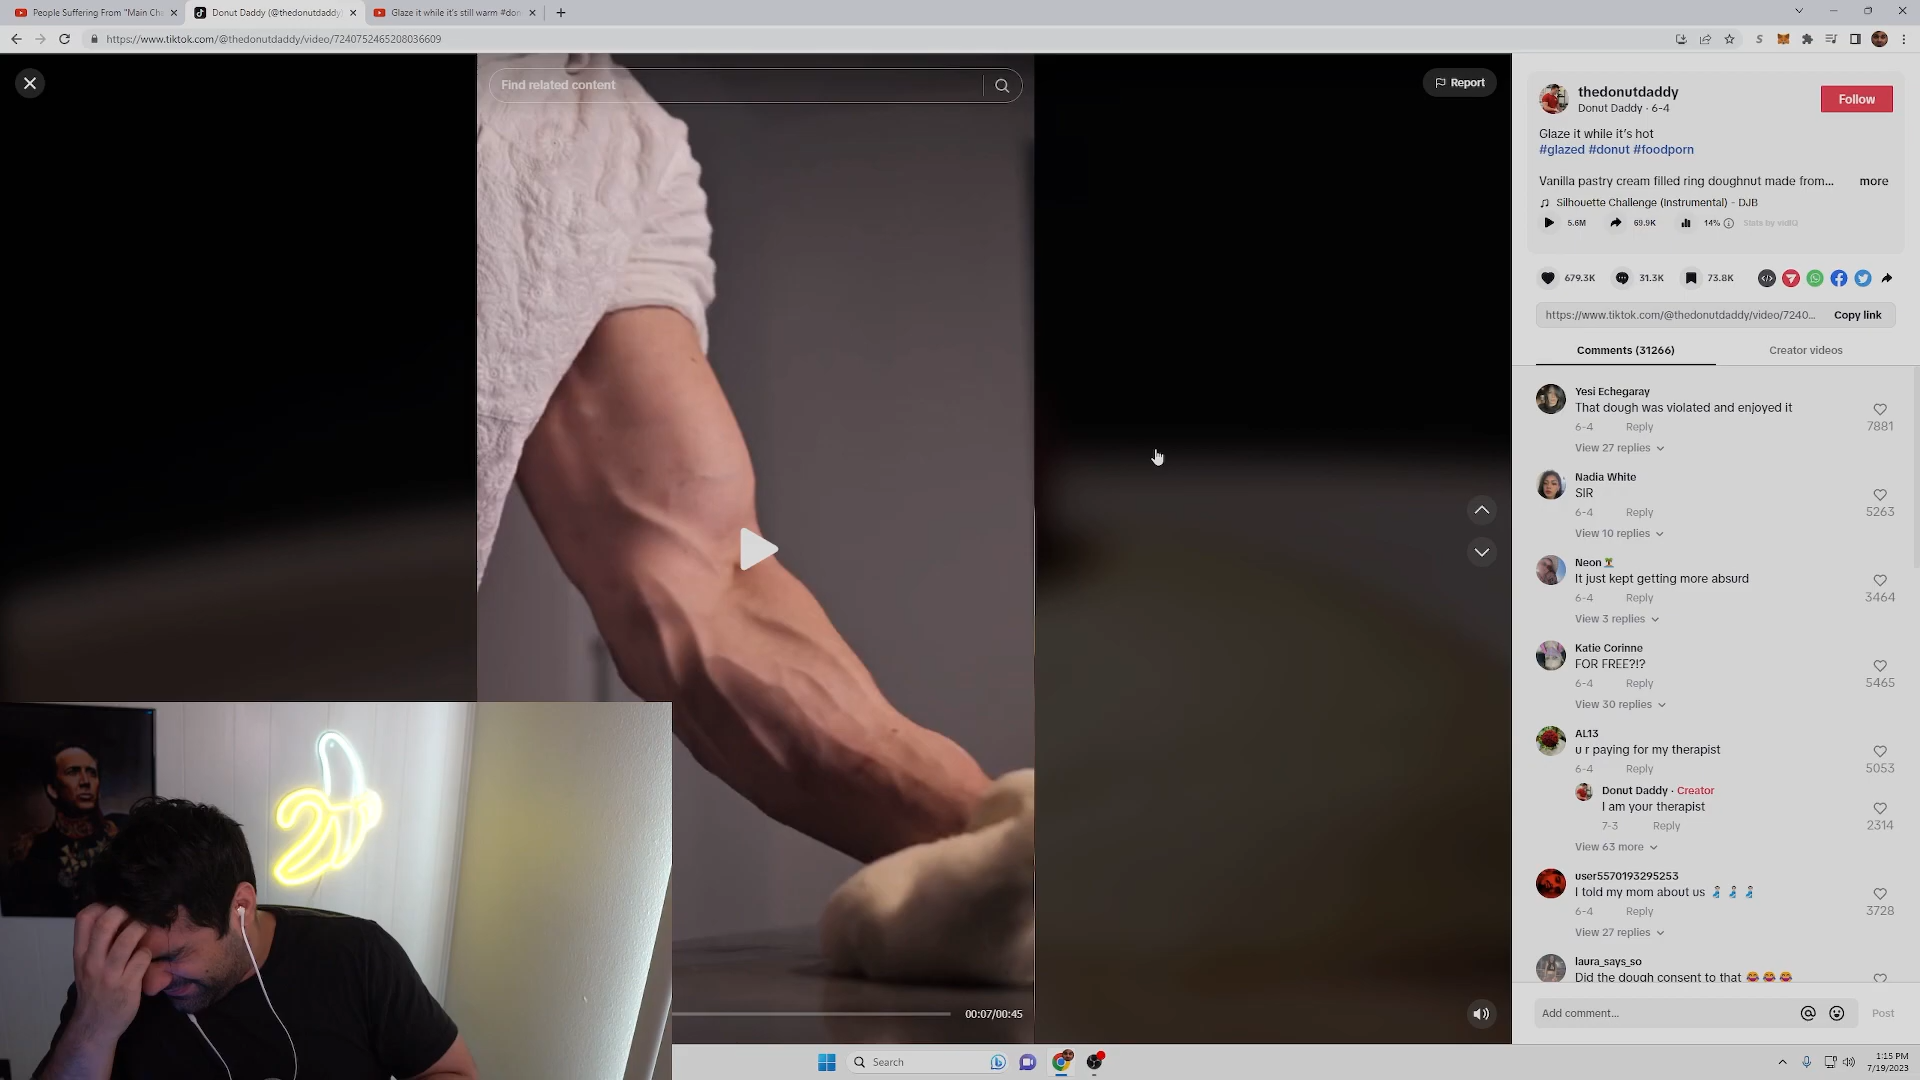 People Suffering From "Main Ch
Donut Daddy (@thedonutdaddy
Glaze it while it's still warm #don
https://www.tiktok.com/@thedonutdaddy/video/7240752465208036609
Find related content
Report
thedonutdaddy
Donut Daddy · 6-4
Follow
Glaze it while it's hot
#glazed #donut #foodporn
Vanilla pastry cream filled ring doughnut made from... more
Silhouette Challenge (Instrumental) - DJB
5.6M 69.9K 14% Stats by vidIQ
679.3K 31.3K 73.8K
https://www.tiktok.com/@thedonutdaddy/video/7240... Copy link
Comments (31266) Creator videos
Yesi Echegaray
That dough was violated and enjoyed it
6-4 Reply 7881
View 27 replies
Nadia White
SIR
6-4 Reply 5263
View 10 replies
Neon
It just kept getting more absurd
6-4 Reply 3464
View 3 replies
Katie Corinne
FOR FREE?!?
6-4 Reply 5465
View 30 replies
AL13
u r paying for my therapist
6-4 Reply 5053
Donut Daddy · Creator
I am your therapist
7-3 Reply 2314
View 63 more
user5570193295253
I told my mom about us
6-4 Reply 3728
View 27 replies
laura_says_so
Did the dough consent to that
Add comment... Post
00:07/00:45
Search
1:15 PM
7/19/2023